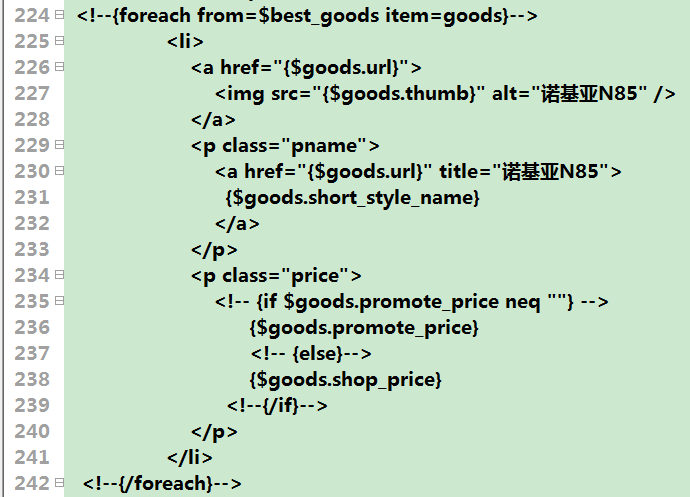 224 <!--{foreach from=$best_goods item=goods}-->
225 <li>
226 <a href="{$goods.url}">
227 <img src="{$goods.thumb}" alt="诺基亚N85" />
228 </a>
229 <p class="pname">
230 <a href="{$goods.url}" title="诺基亚N85">
231 {$goods.short_style_name}
232 </a>
233 </p>
234 <p class="price">
235 <!-- {if $goods.promote_price neq ""} -->
236 {$goods.promote_price}
237 <!-- {else}-->
238 {$goods.shop_price}
239 <!--{/if}-->
240 </p>
241 </li>
242 <!--{/foreach}-->